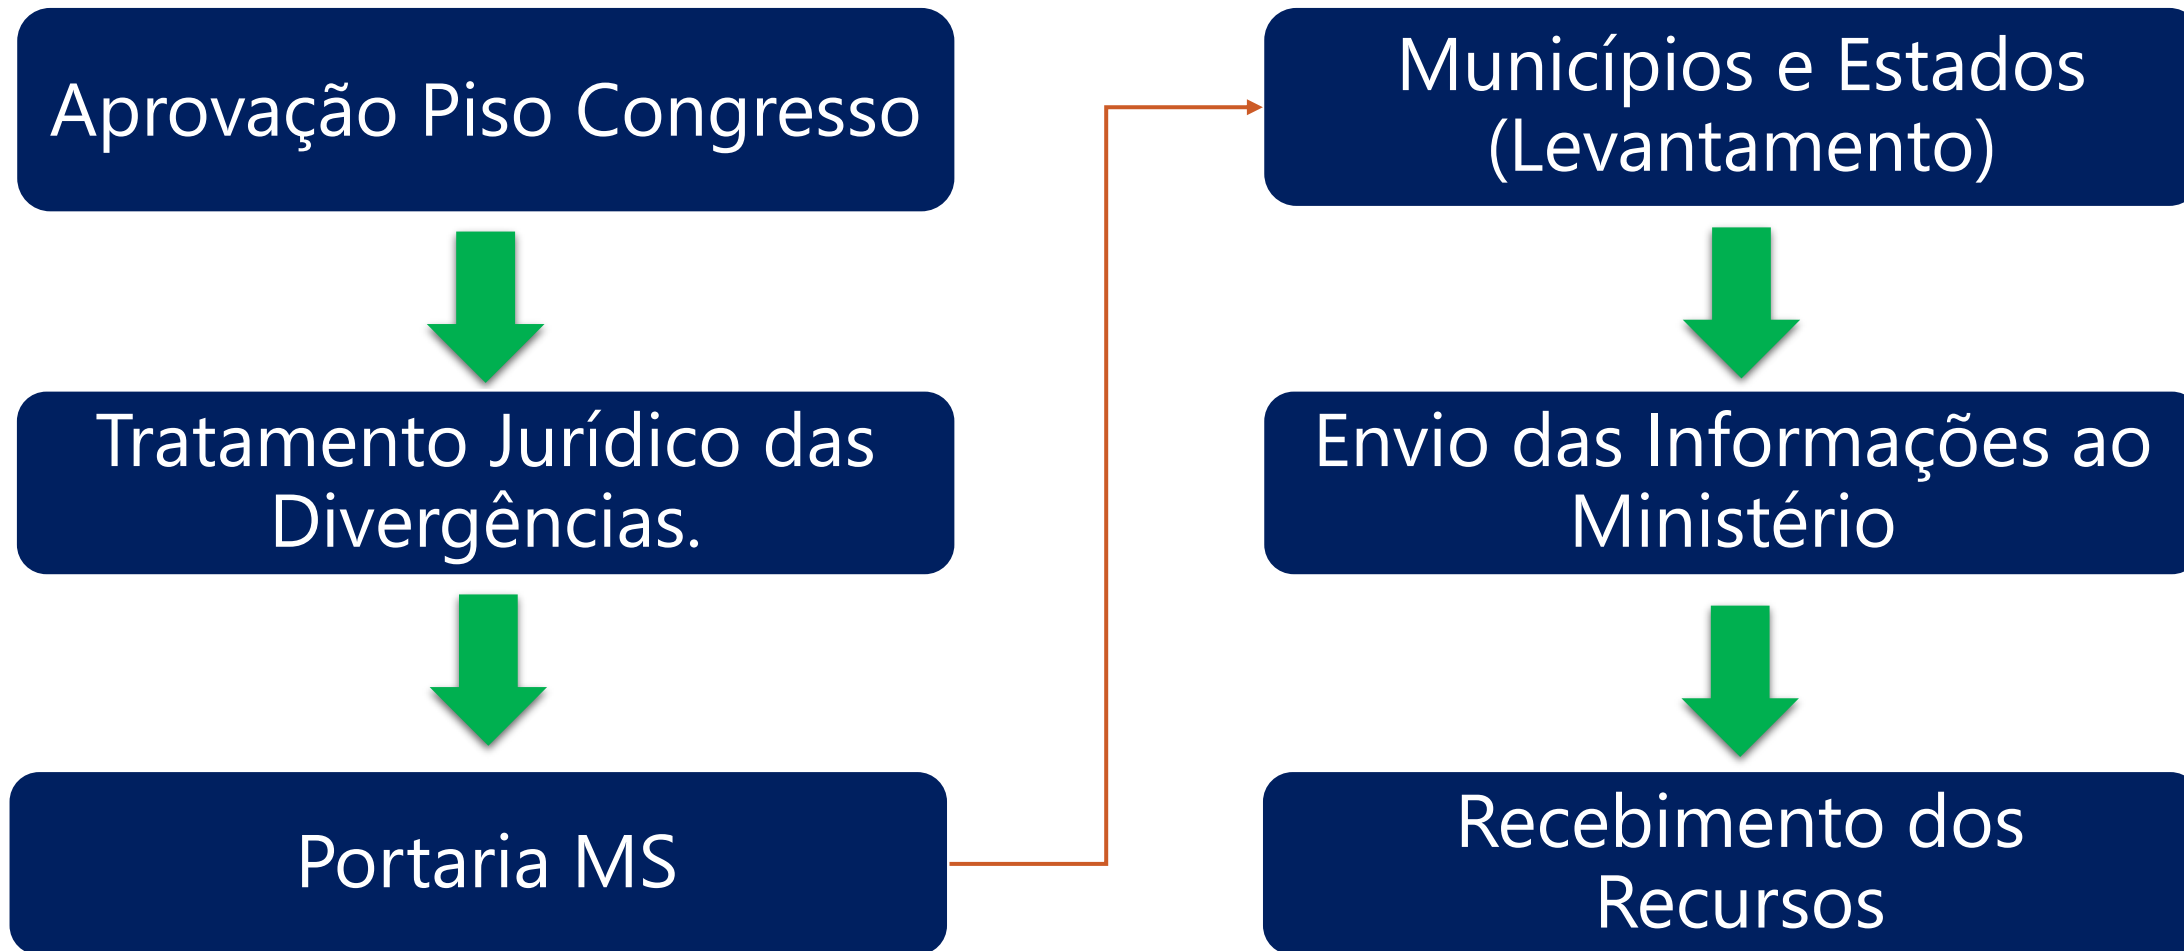 Aprovação Piso Congresso
Tratamento Jurídico das
Divergências.
Portaria MS
Municípios e Estados
(Levantamento)
Envio das Informações ao
Ministério
Recebimento dos
Recursos